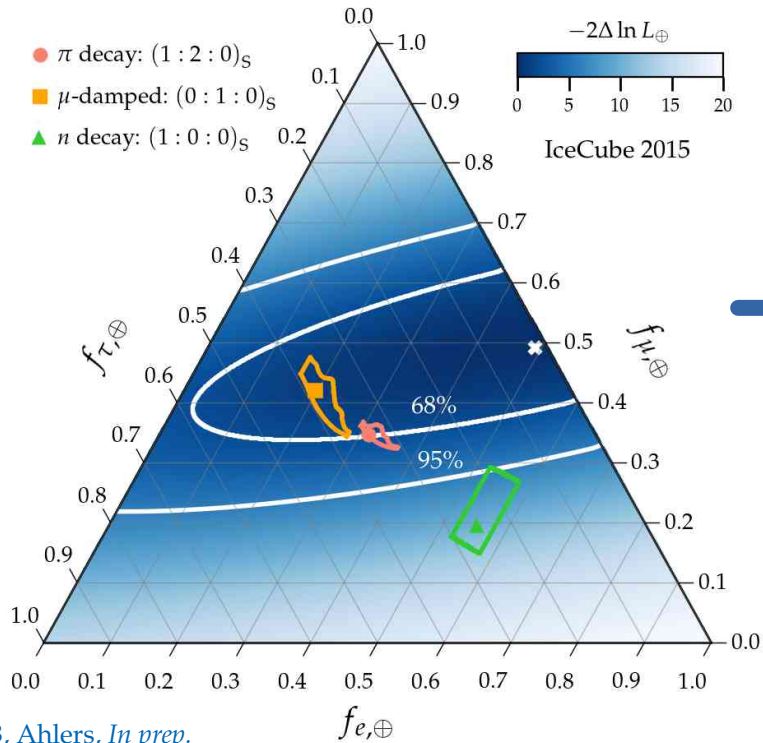 π decay: (1 : 2 : 0)S
μ-damped: (0 : 1 : 0)S
n decay: (1 : 0 : 0)S
−2Δ ln L⊕
0 5 10 15 20
IceCube 2015
0.0
0.1
0.2
0.3
0.4
0.5
0.6
0.7
0.8
0.9
1.0
fτ,⊕
1.0
0.9
0.8
0.7
0.6
0.5
0.4
0.3
0.2
0.1
0.0
fμ,⊕
68%
95%
0.0 0.1 0.2 0.3 0.4 0.5 0.6 0.7 0.8 0.9 1.0
fe,⊕
, Ahlers, In prep.